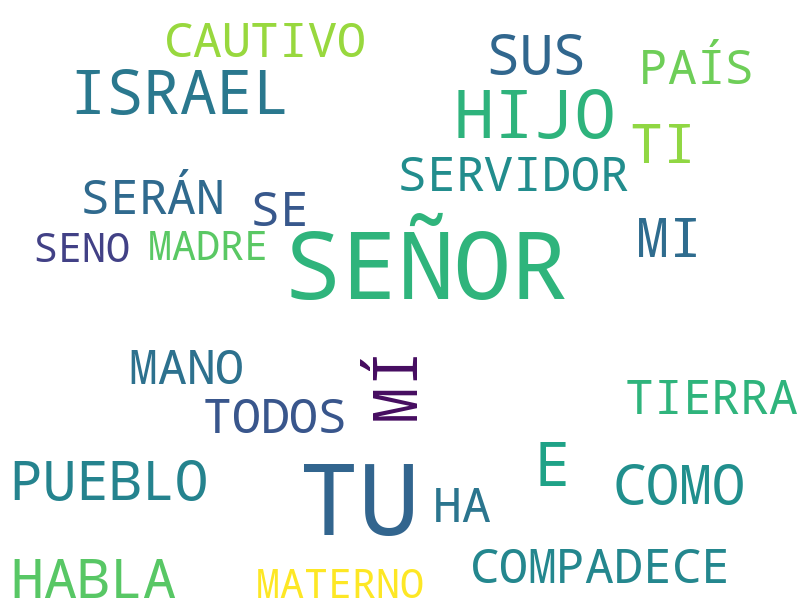 CAUTIVO
SUS
PAÍS
ISRAEL
HIJO
TI
SERVIDOR
SERÁN
SE
MI
SENO
MADRE
SEÑOR
MANO
MÍ
TODOS
TIERRA
PUEBLO
TU
HA
E
COMO
HABLA
MATERNO
COMPADECE